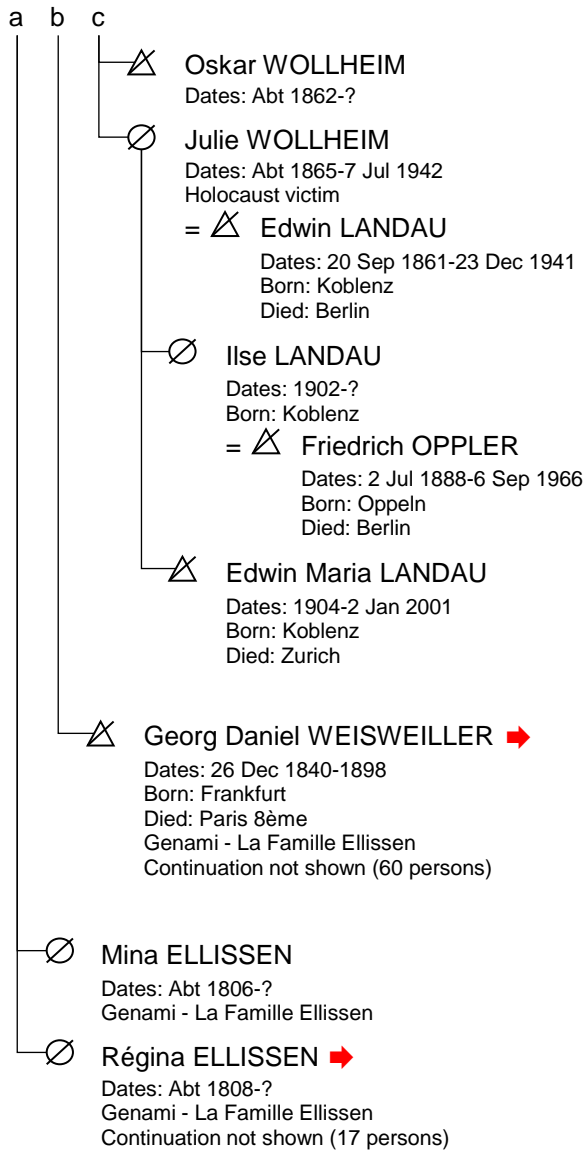 a b c
Oskar WOLLHEIM
Dates: Abt 1862-?
Julie WOLLHEIM
Dates: Abt 1865-7 Jul 1942
Holocaust victim
= Edwin LANDAU
Dates: 20 Sep 1861-23 Dec 1941
Born: Koblenz
Died: Berlin
Ilse LANDAU
Dates: 1902-?
Born: Koblenz
= Friedrich OPPLER
Dates: 2 Jul 1888-6 Sep 1966
Born: Oppeln
Died: Berlin
Edwin Maria LANDAU
Dates: 1904-2 Jan 2001
Born: Koblenz
Died: Zurich
Georg Daniel WEISWEILLER
Dates: 26 Dec 1840-1898
Born: Frankfurt
Died: Paris 8ème
Genami - La Famille Ellissen
Continuation not shown (60 persons)
Mina ELLISSEN
Dates: Abt 1806-?
Genami - La Famille Ellissen
Régina ELLISSEN
Dates: Abt 1808-?
Genami - La Famille Ellissen
Continuation not shown (17 persons)